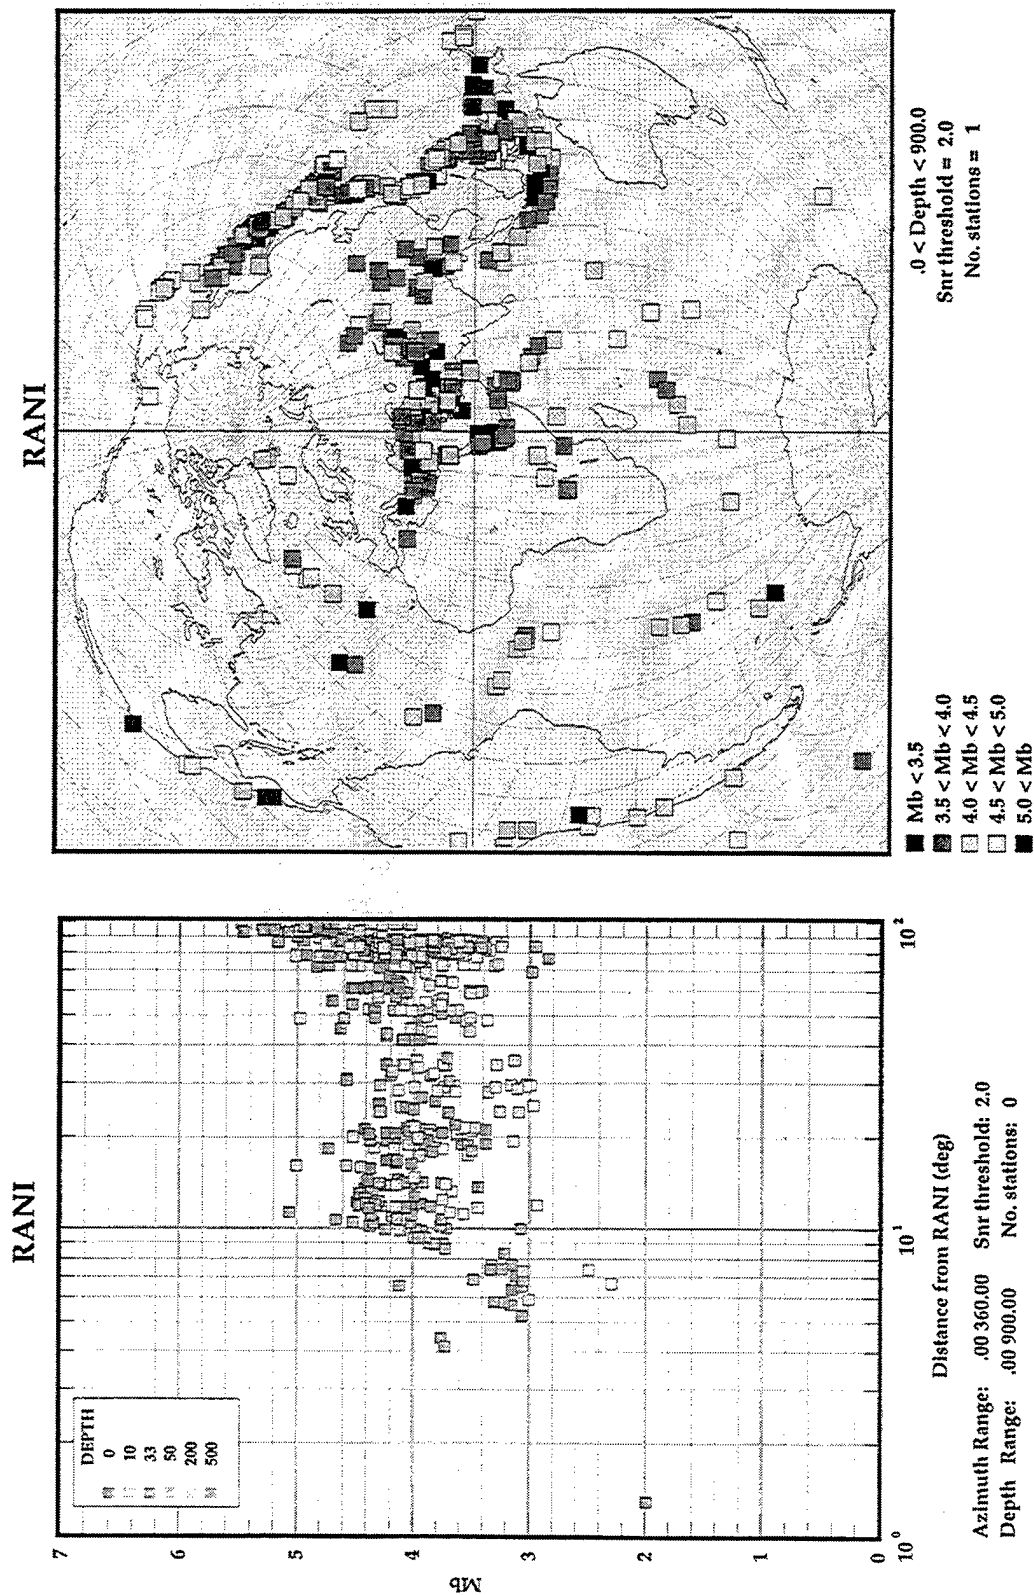 RANI
7
6
5
4
3
2
1
0
Mb
DEPTH
0
10
33
50
200
500
10⁰
10¹
10²
Distance from RANI (deg)
Azimuth Range: .00 360.00 Snr threshold: 2.0
Depth Range: .00 900.00 No. stations: 0
RANI
Mb < 3.5
3.5 < Mb < 4.0
4.0 < Mb < 4.5
4.5 < Mb < 5.0
5.0 < Mb
.0 < Depth < 900.0
Snr threshold = 2.0
No. stations = 1